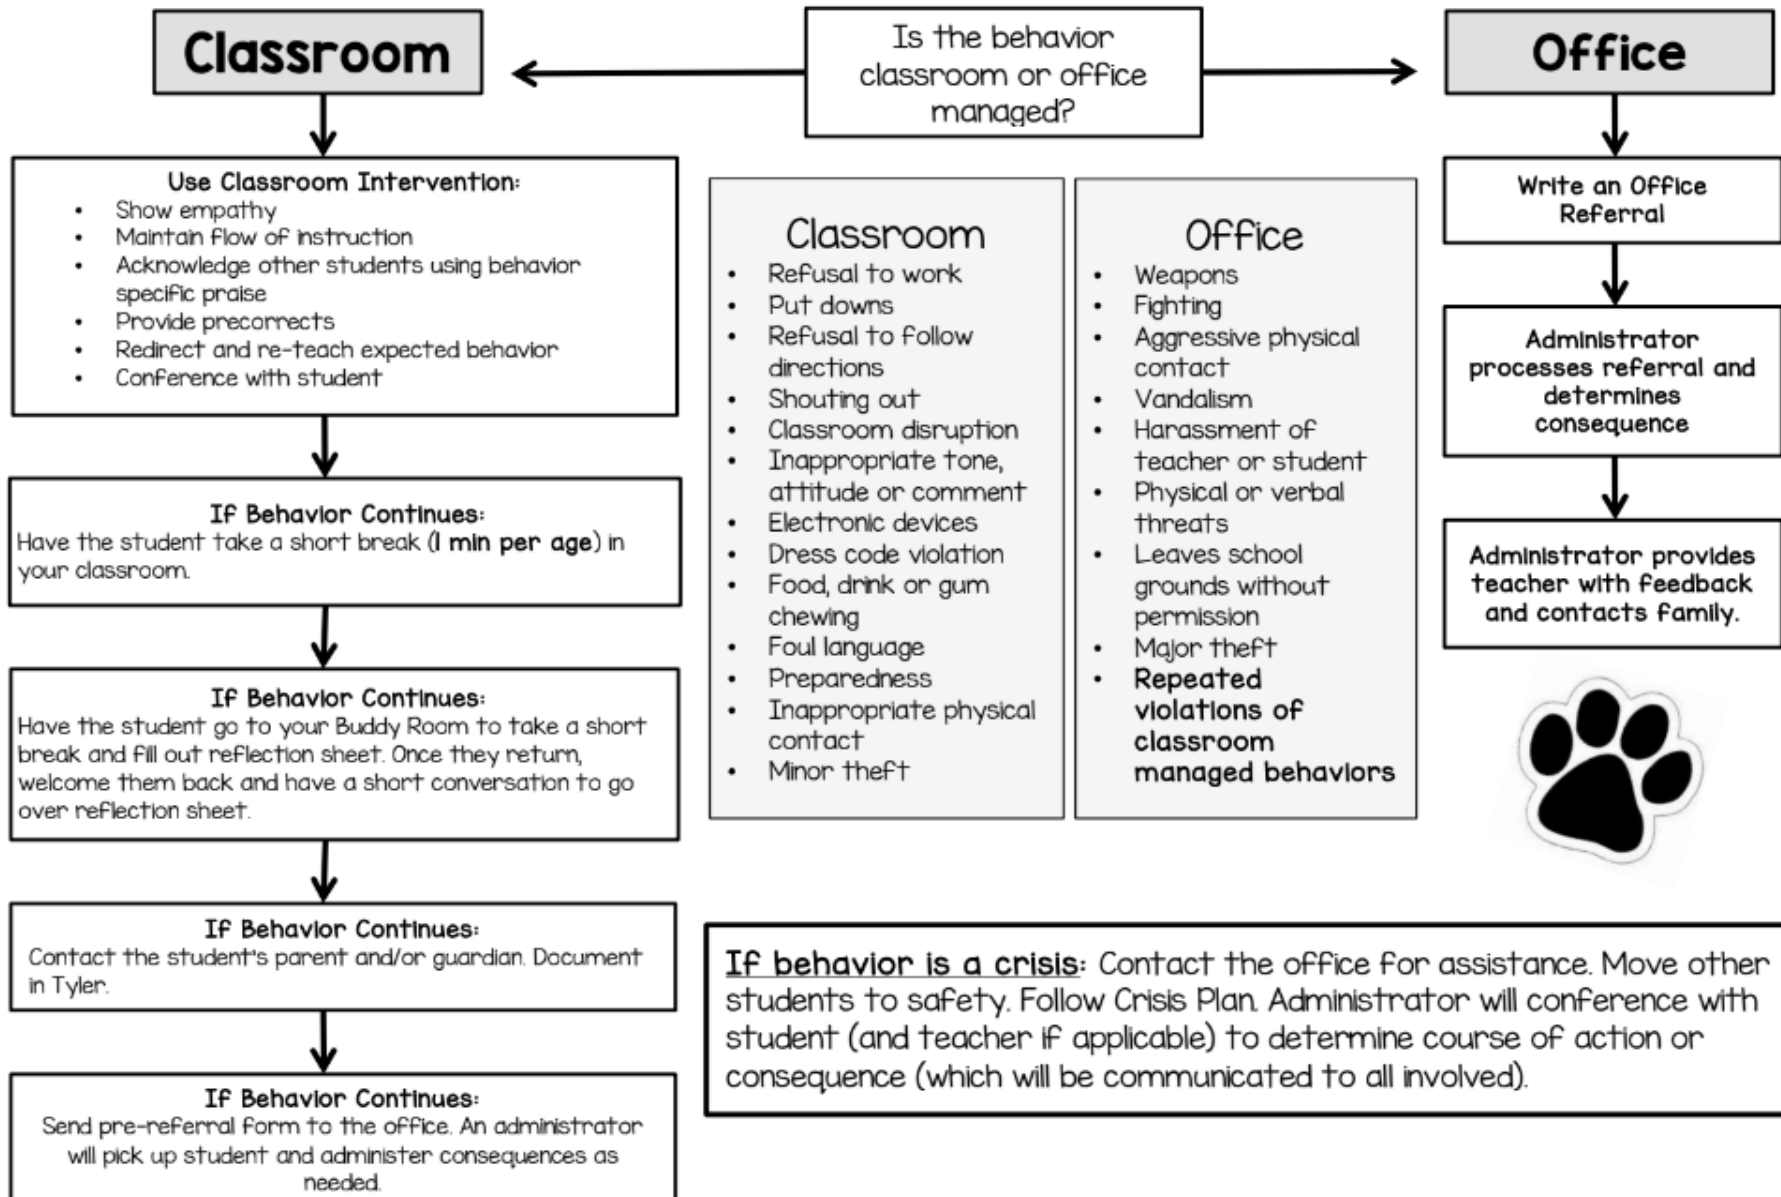 Classroom
Is the behavior
classroom or office
managed?
Office
Use Classroom Intervention:
• Show empathy
• Maintain flow of instruction
• Acknowledge other students using behavior
specific praise
• Provide precorrects
• Redirect and re-teach expected behavior
• Conference with student
If Behavior Continues:
Have the student take a short break (1 min per age) in
your classroom.
If Behavior Continues:
Have the student go to your Buddy Room to take a short
break and fill out reflection sheet. Once they return,
welcome them back and have a short conversation to go
over reflection sheet.
If Behavior Continues:
Contact the student's parent and/or guardian. Document
in Tyler.
If Behavior Continues:
Send pre-referral form to the office. An administrator
will pick up student and administer consequences as
needed.
Classroom
• Refusal to work
• Put downs
• Refusal to follow
directions
• Shouting out
• Classroom disruption
• Inappropriate tone,
attitude or comment
• Electronic devices
• Dress code violation
• Food, drink or gum
chewing
• Foul language
• Preparedness
• Inappropriate physical
contact
• Minor theft
Office
• Weapons
• Fighting
• Aggressive physical
contact
• Vandalism
• Harassment of
teacher or student
• Physical or verbal
threats
• Leaves school
grounds without
permission
• Major theft
• Repeated
violations of
classroom
managed behaviors
Write an Office
Referral
Administrator
processes referral and
determines
consequence
Administrator provides
teacher with feedback
and contacts family.
If behavior is a crisis: Contact the office for assistance. Move other
students to safety. Follow Crisis Plan. Administrator will conference with
student (and teacher if applicable) to determine course of action or
consequence (which will be communicated to all involved).